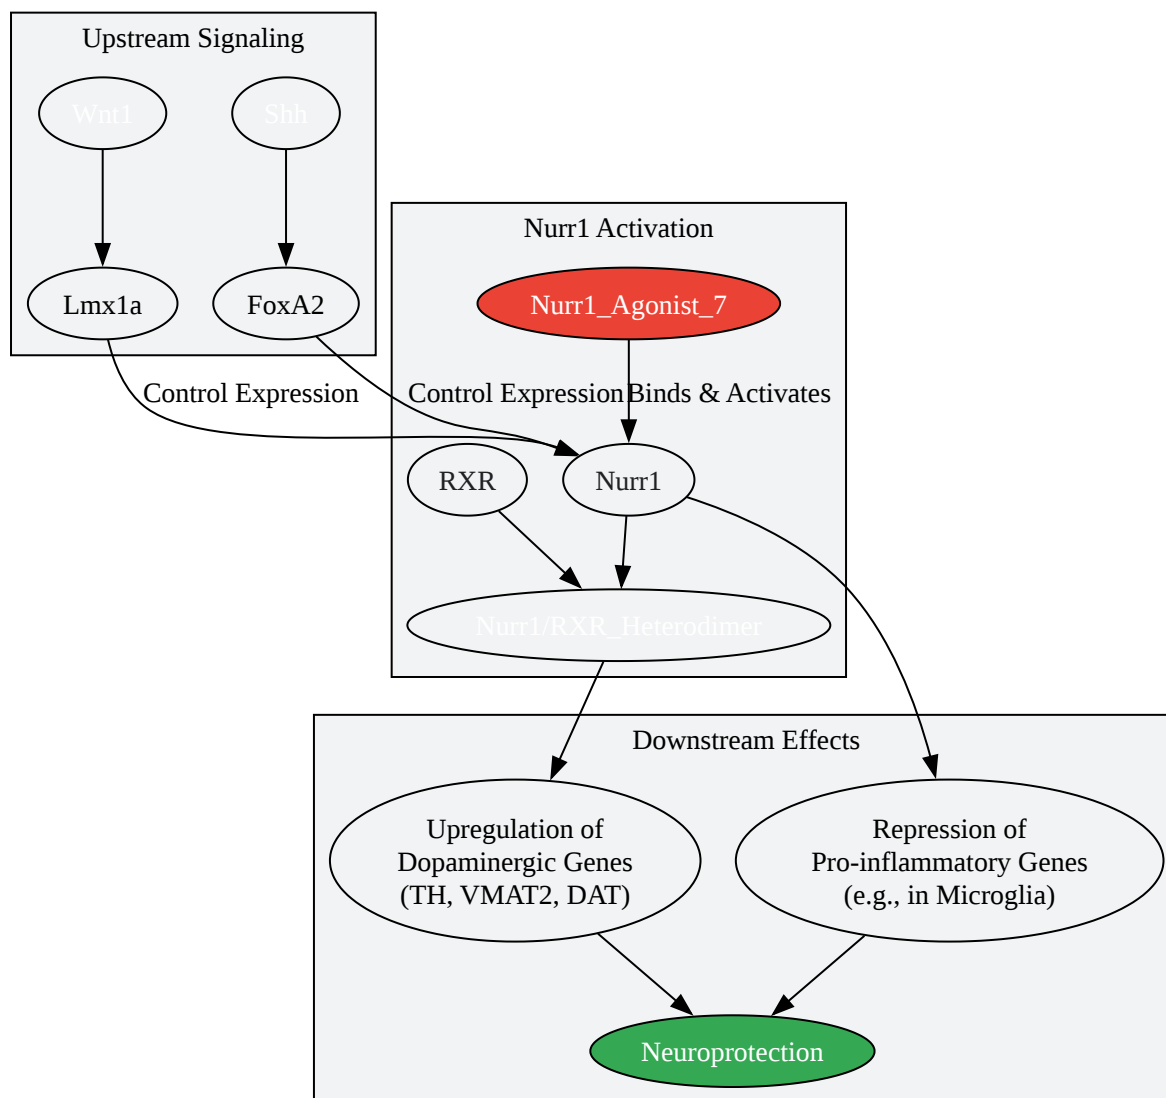 Upstream Signaling
Wnt1
Shh
Lmx1a
FoxA2
Nurr1 Activation
Nurr1_Agonist_7
Control Expression
Control Expression
Binds & Activates
RXR
Nurr1
Nurr1/RXR_Heterodimer
Downstream Effects
Upregulation of
Dopaminergic Genes
(TH, VMAT2, DAT)
Repression of
Pro-inflammatory Genes
(e.g., in Microglia)
Neuroprotection